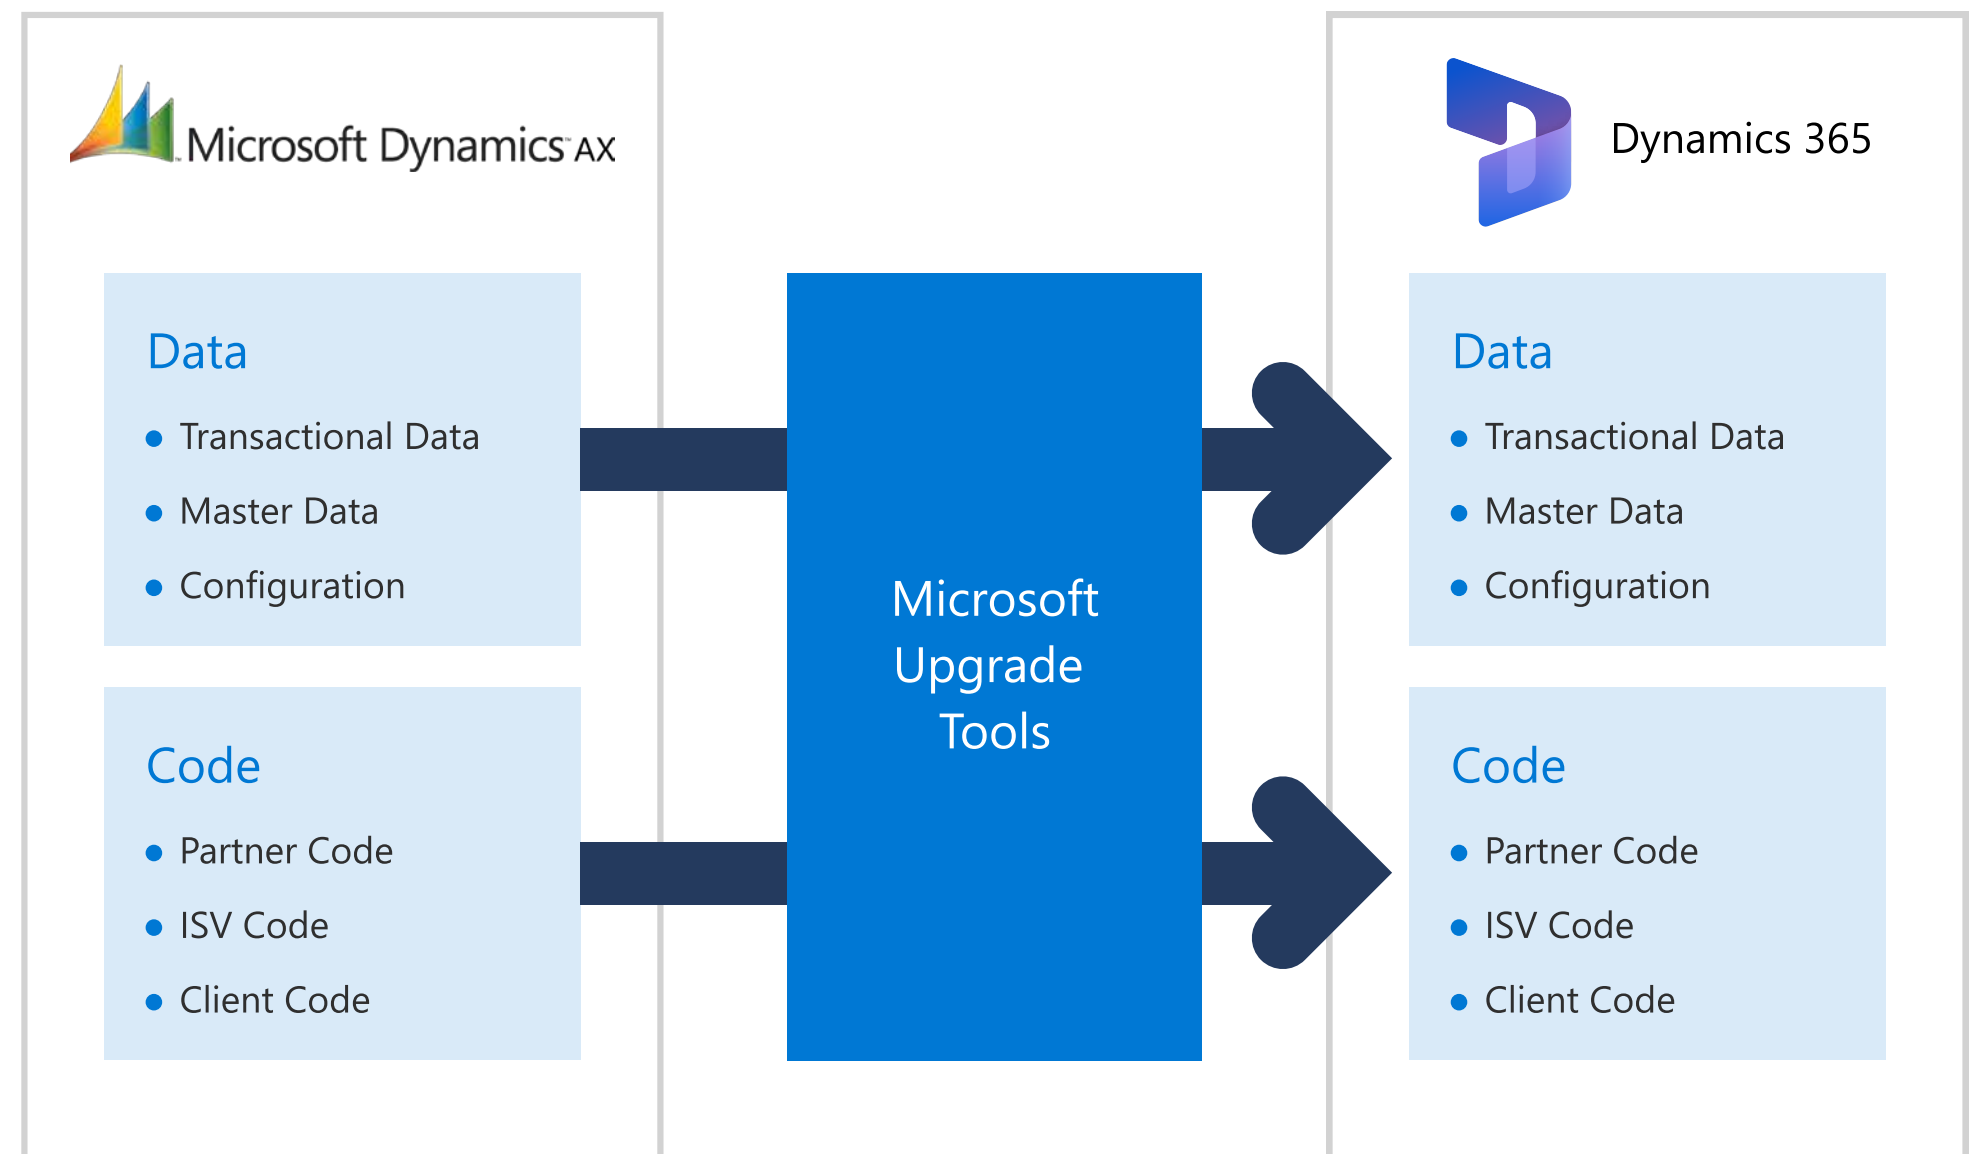 Microsoft Dynamics™ AX
Data
Transactional Data
Master Data
Configuration
Code
Partner Code
ISV Code
Client Code
Microsoft
Upgrade
Tools
Dynamics 365
Data
Transactional Data
Master Data
Configuration
Code
Partner Code
ISV Code
Client Code